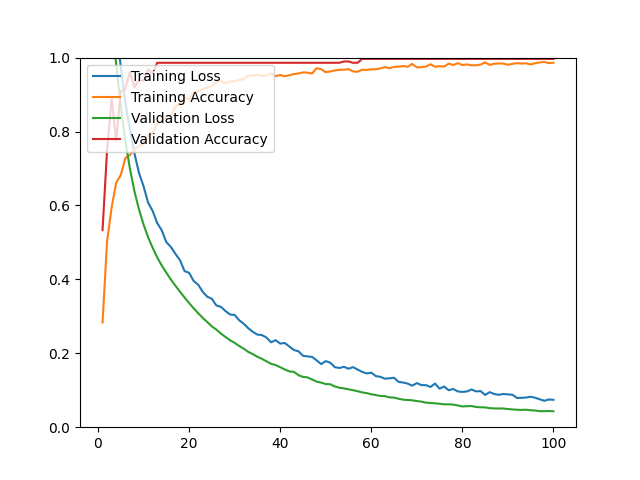 1.0
0.8
0.6
0.4
0.2
0.0
Training Loss
Training Accuracy
Validation Loss
Validation Accuracy
0 20 40 60 80 100